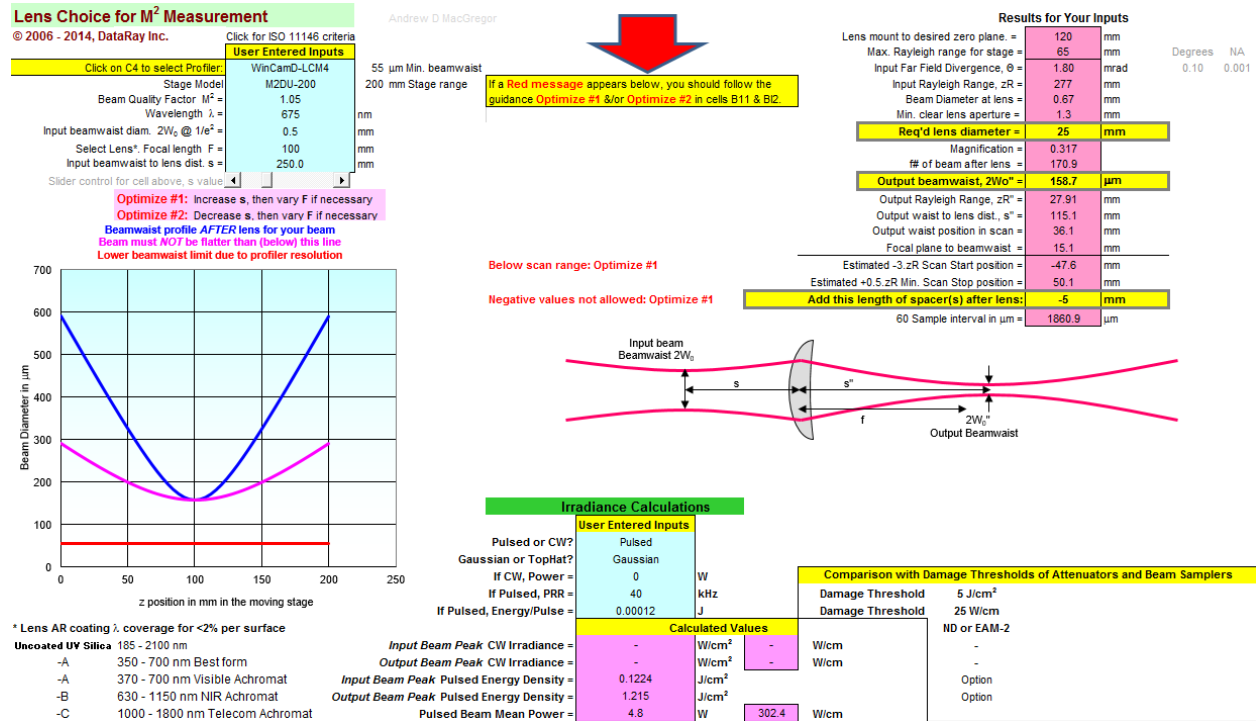 Lens Choice for M² Measurement
Andrew D MacGregor
© 2006 - 2014, DataRay Inc.
Click for ISO 11146 criteria
User Entered Inputs
Click on C4 to select Profiler: WinCamD-LCM4 55 µm Min. beamwaist
Stage Model M2DU-200 200 mm Stage range
Beam Quality Factor M² = 1.05
Wavelength λ = 675 nm
Input beamwaist diam. 2W₀ @ 1/e² = 0.5 mm
Select Lens*. Focal length F = 100 mm
Input beamwaist to lens dist. s = 250.0 mm
Slider control for cell above, s value
Optimize #1: Increase s, then vary F if necessary
Optimize #2: Decrease s, then vary F if necessary
If a Red message appears below, you should follow the
guidance Optimize #1 &/or Optimize #2 in cells B11 & Bl2.
Results for Your Inputs
Lens mount to desired zero plane. = 120 mm
Max. Rayleigh range for stage = 65 mm Degrees NA
Input Far Field Divergence, Θ = 1.80 mrad 0.10 0.001
Input Rayleigh Range, zR = 277 mm
Beam Diameter at lens = 0.67 mm
Min. clear lens aperture = 1.3 mm
Req'd lens diameter = 25 mm
Magnification = 0.317
f# of beam after lens = 170.9
Output beamwaist, 2Wo" = 158.7 µm
Output Rayleigh Range, zR" = 27.91 mm
Output waist to lens dist., s" = 115.1 mm
Output waist position in scan = 36.1 mm
Focal plane to beamwaist = 15.1 mm
Below scan range: Optimize #1 Estimated -3.zR Scan Start position = -47.6 mm
Estimated +0.5.zR Min. Scan Stop position = 50.1 mm
Negative values not allowed: Optimize #1 Add this length of spacer(s) after lens: -5 mm
60 Sample interval in µm = 1860.9 µm
Beamwaist profile AFTER lens for your beam
Beam must NOT be flatter than (below) this line
Lower beamwaist limit due to profiler resolution
Beam Diameter in µm
700
600
500
400
300
200
100
0
0 50 100 150 200 250
z position in mm in the moving stage
Input beam
Beamwaist 2W₀
s
s"
f
2W₀"
Output Beamwaist
Irradiance Calculations
User Entered Inputs
Pulsed or CW? Pulsed
Gaussian or TopHat? Gaussian
If CW, Power = 0 W
If Pulsed, PRR = 40 kHz
If Pulsed, Energy/Pulse = 0.00012 J
Comparison with Damage Thresholds of Attenuators and Beam Samplers
Damage Threshold 5 J/cm²
Damage Threshold 25 W/cm
Calculated Values ND or EAM-2
Input Beam Peak CW Irradiance = - W/cm² - W/cm -
Output Beam Peak CW Irradiance = - W/cm² - W/cm -
Input Beam Peak Pulsed Energy Density = 0.1224 J/cm² Option
Output Beam Peak Pulsed Energy Density = 1.215 J/cm² Option
Pulsed Beam Mean Power = 4.8 W 302.4 W/cm
* Lens AR coating λ coverage for <2% per surface
Uncoated UV Silica 185 - 2100 nm
-A 350 - 700 nm Best form
-A 370 - 700 nm Visible Achromat
-B 630 - 1150 nm NIR Achromat
-C 1000 - 1800 nm Telecom Achromat